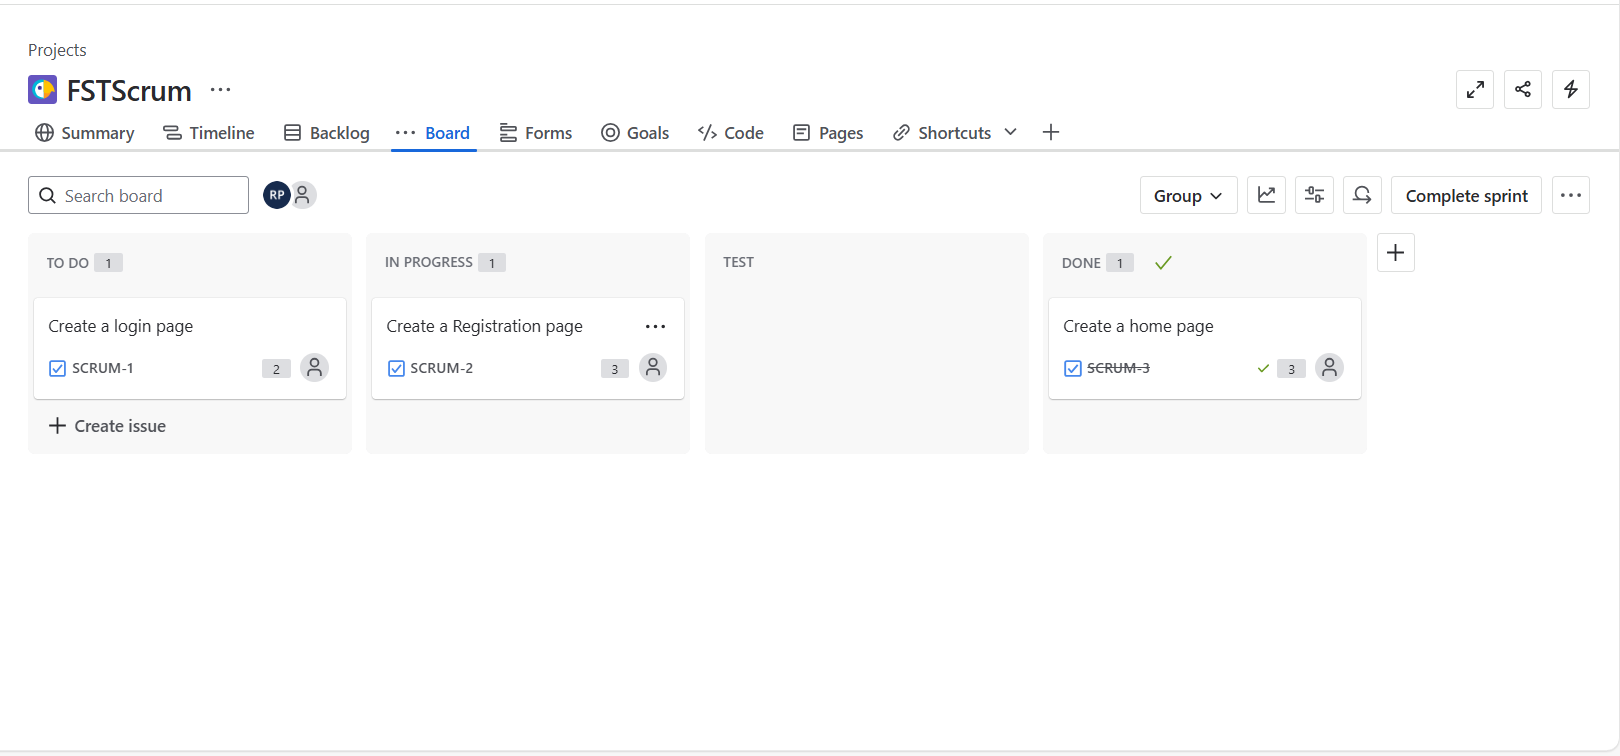 Projects
FSTScrum
Summary Timeline Backlog Board Forms Goals Code Pages Shortcuts
Search board RP Group Complete sprint
TO DO 1
Create a login page
SCRUM-1 2
Create issue
IN PROGRESS 1
Create a Registration page
SCRUM-2 3
TEST
DONE 1
Create a home page
SCRUM-3 3